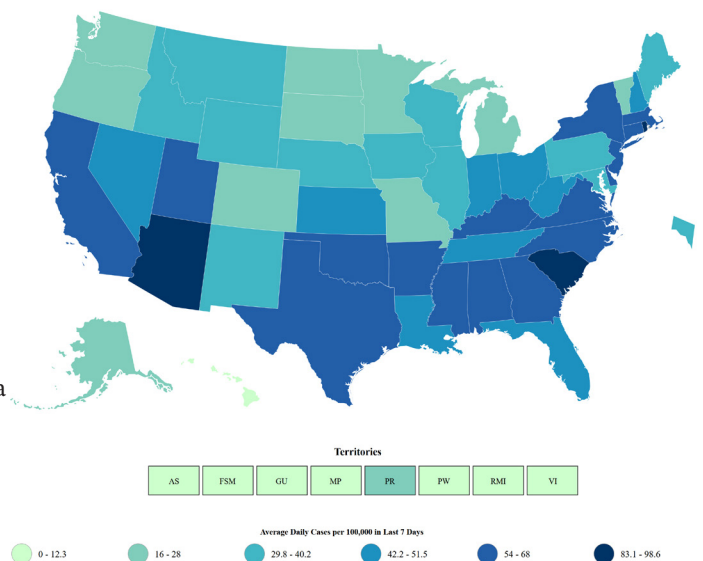 a
Territories
AS FSM GU MP PR PW RMI VI
Average Daily Cases per 100,000 in Last 7 Days
0 - 12.3 16 - 28 29.8 - 40.2 42.2 - 51.5 54 - 68 83.1 - 98.6